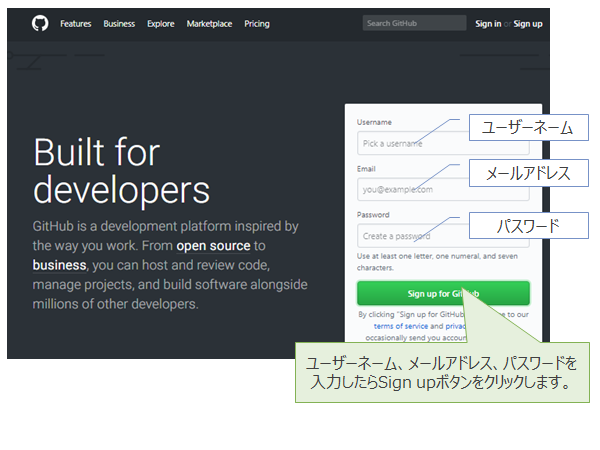 Features Business Explore Marketplace Pricing Search GitHub Sign in or Sign up
Built for
developers
GitHub is a development platform inspired by
the way you work. From open source to
business, you can host and review code,
manage projects, and build software alongside
millions of other developers.
Username
ユーザーネーム
Pick a username
Email
メールアドレス
you@example.com
Password
パスワード
Create a password
Use at least one letter, one numeral, and seven
characters.
Sign up for GitHub
By clicking "Sign up for GitHub to our
terms of service and privac
occasionally send you accoun
ユーザーネーム、メールアドレス、パスワードを
入力したらSign upボタンをクリックします。